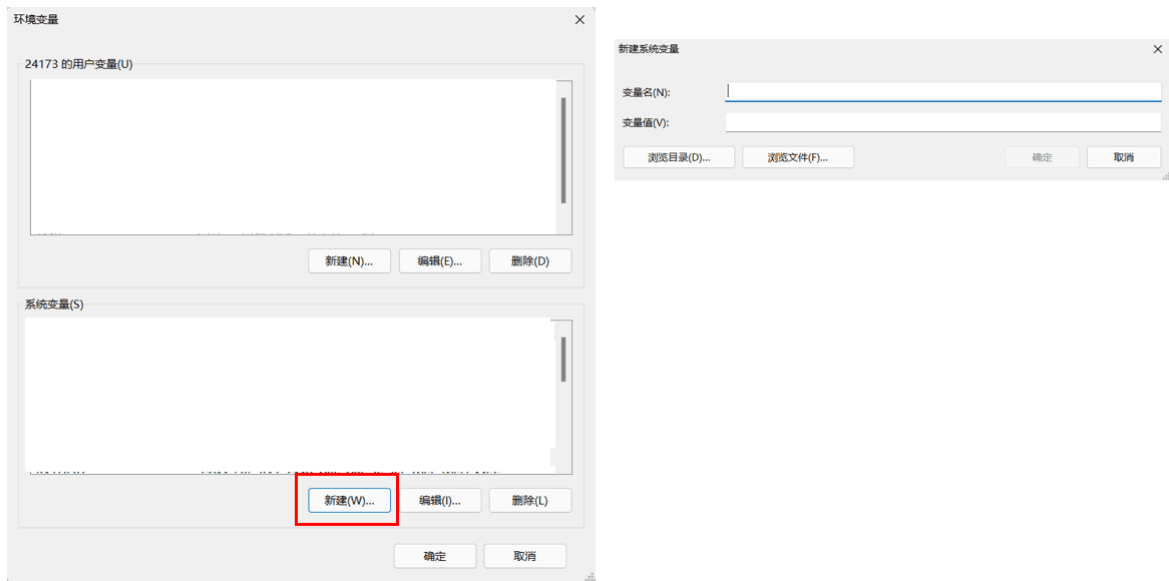 环境变量
24173 的用户变量(U)
新建(N)... 编辑(E)... 删除(D)
系统变量(S)
新建(W)... 编辑(I)... 删除(L)
确定 取消
新建系统变量
变量名(N):
变量值(V):
浏览目录(D)... 浏览文件(F)... 确定 取消